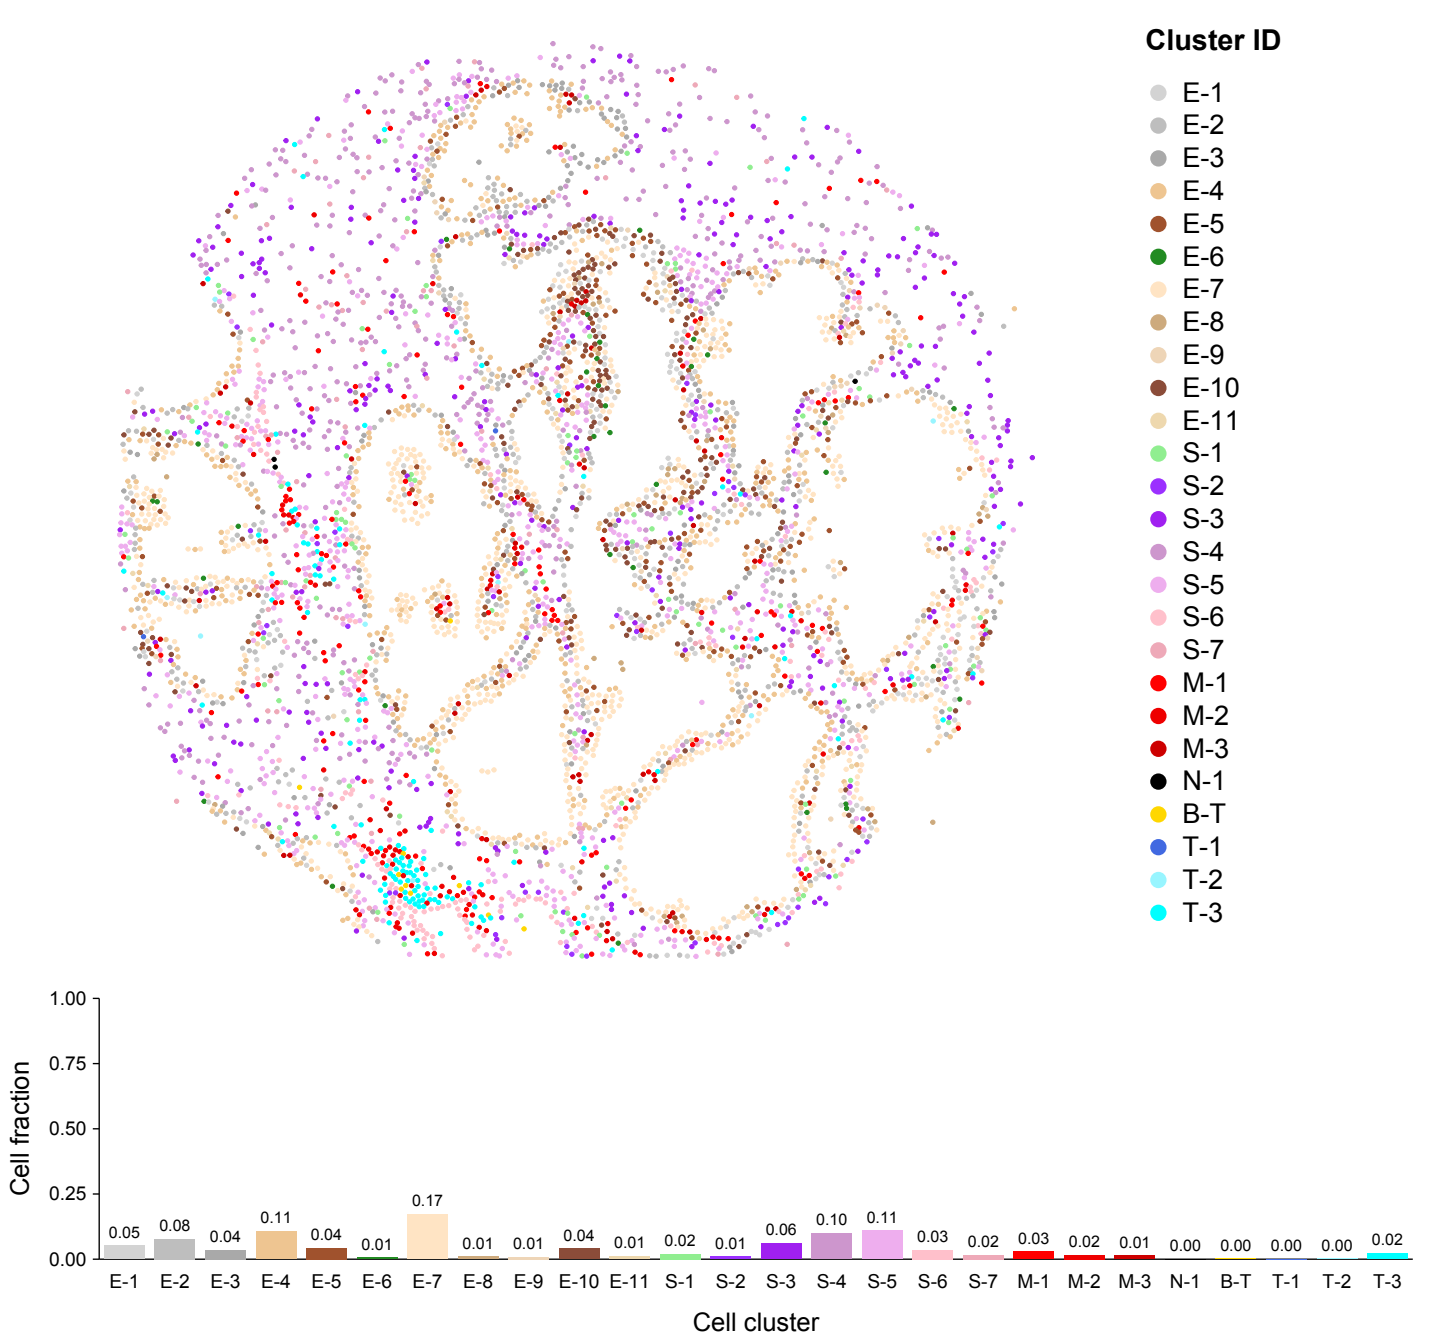 Cluster ID
E-1
E-2
E-3
E-4
E-5
E-6
E-7
E-8
E-9
E-10
E-11
S-1
S-2
S-3
S-4
S-5
S-6
S-7
M-1
M-2
M-3
N-1
B-T
T-1
T-2
T-3
1.00
0.75
0.50
0.25
0.00
Cell fraction
0.05 0.08 0.04 0.11 0.04 0.01 0.17 0.01 0.01 0.04 0.01 0.02 0.01 0.06 0.10 0.11 0.03 0.02 0.03 0.02 0.01 0.00 0.00 0.00 0.00 0.02
E-1 E-2 E-3 E-4 E-5 E-6 E-7 E-8 E-9 E-10 E-11 S-1 S-2 S-3 S-4 S-5 S-6 S-7 M-1 M-2 M-3 N-1 B-T T-1 T-2 T-3
Cell cluster